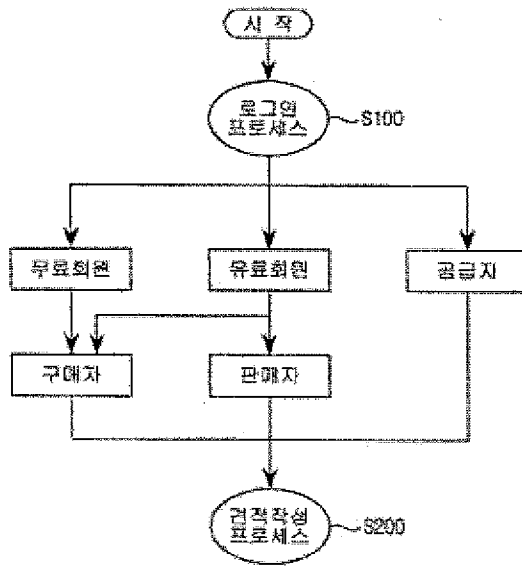 시 작
로그인
프로세스
S100
무료회원
유료회원
공급자
구매자
판매자
견적작성
프로세스
S200